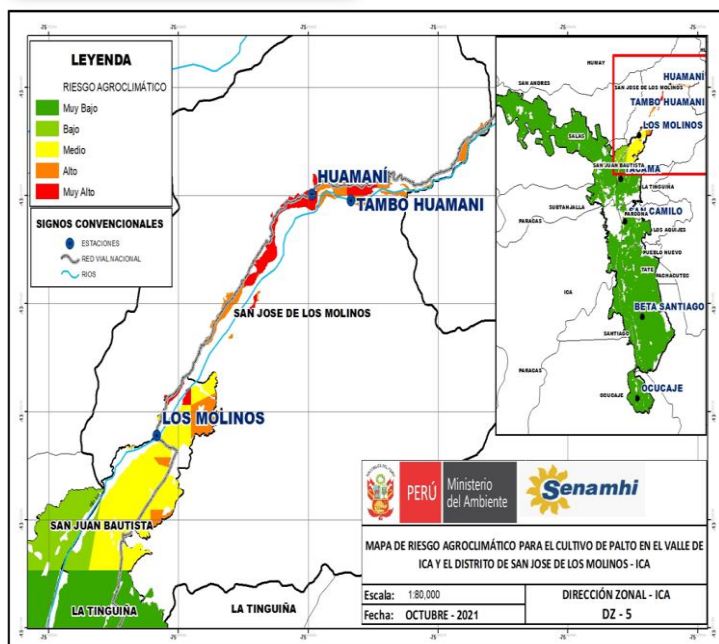 LEYENDA
RIESGO AGROCLIMÁTICO
Muy Bajo
Bajo
Medio
Alto
Muy Alto
SIGNOS CONVENCIONALES
ESTACIONES
RED VIAL NACIONAL
RIOS
HUAMANÍ
TAMBO HUAMANI
SAN JOSE DE LOS MOLINOS
LOS MOLINOS
SAN JUAN BAUTISTA
LA TINGUIÑA
LA TINGUIÑA
HUMAY
SAN ANDRES
HUAMANÍ
SAN JOSE DE LOS MOLINOS
TAMBO HUAMANI
LOS MOLINOS
SALAS
SAN JUAN BAUTISTA
TACAMA
LA TINGUIÑA
SUBTANJALLA
SAN CAMILO
PARCONA
PARACAS
LOS AQUIJES
PUEBLO NUEVO
TATE
PACHACUTEC
ICA
BETA SANTIAGO
SANTIAGO
PARACAS
OCUCAJE
OCUCAJE
PERÚ
Ministerio
del Ambiente
Senamhi
MAPA DE RIESGO AGROCLIMÁTICO PARA EL CULTIVO DE PALTO EN EL VALLE DE
ICA Y EL DISTRITO DE SAN JOSE DE LOS MOLINOS - ICA
Escala: 1:80,000
DIRECCIÓN ZONAL - ICA
Fecha: OCTUBRE - 2021
DZ - 5